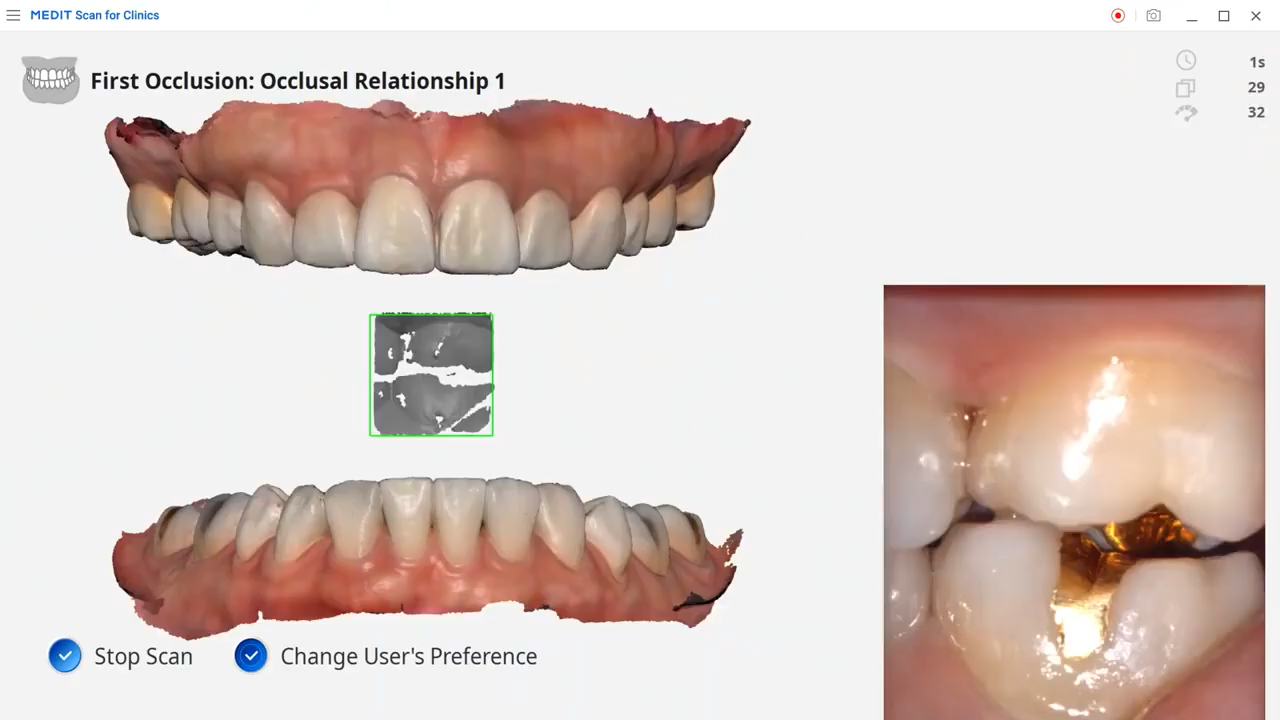 MEDIT Scan for Clinics
First Occlusion: Occlusal Relationship 1
1s
29
32
Stop Scan
Change User's Preference